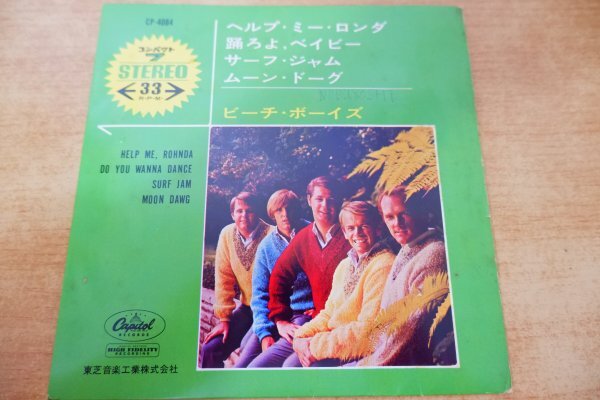 CP-4084
コンパクト
7
STEREO
33
R・P・M
ヘルプ・ミー・ロンダ
踊ろよ、ベイビー
サーフ・ジャム
ムーン・ドーグ
ビーチ・ボーイズ
HELP ME, ROHNDA
DO YOU WANNA DANCE
SURF JAM
MOON DAWG
Capitol
RECORDS
HIGH FIDELITY
RECORDING
東芝音楽工業株式会社